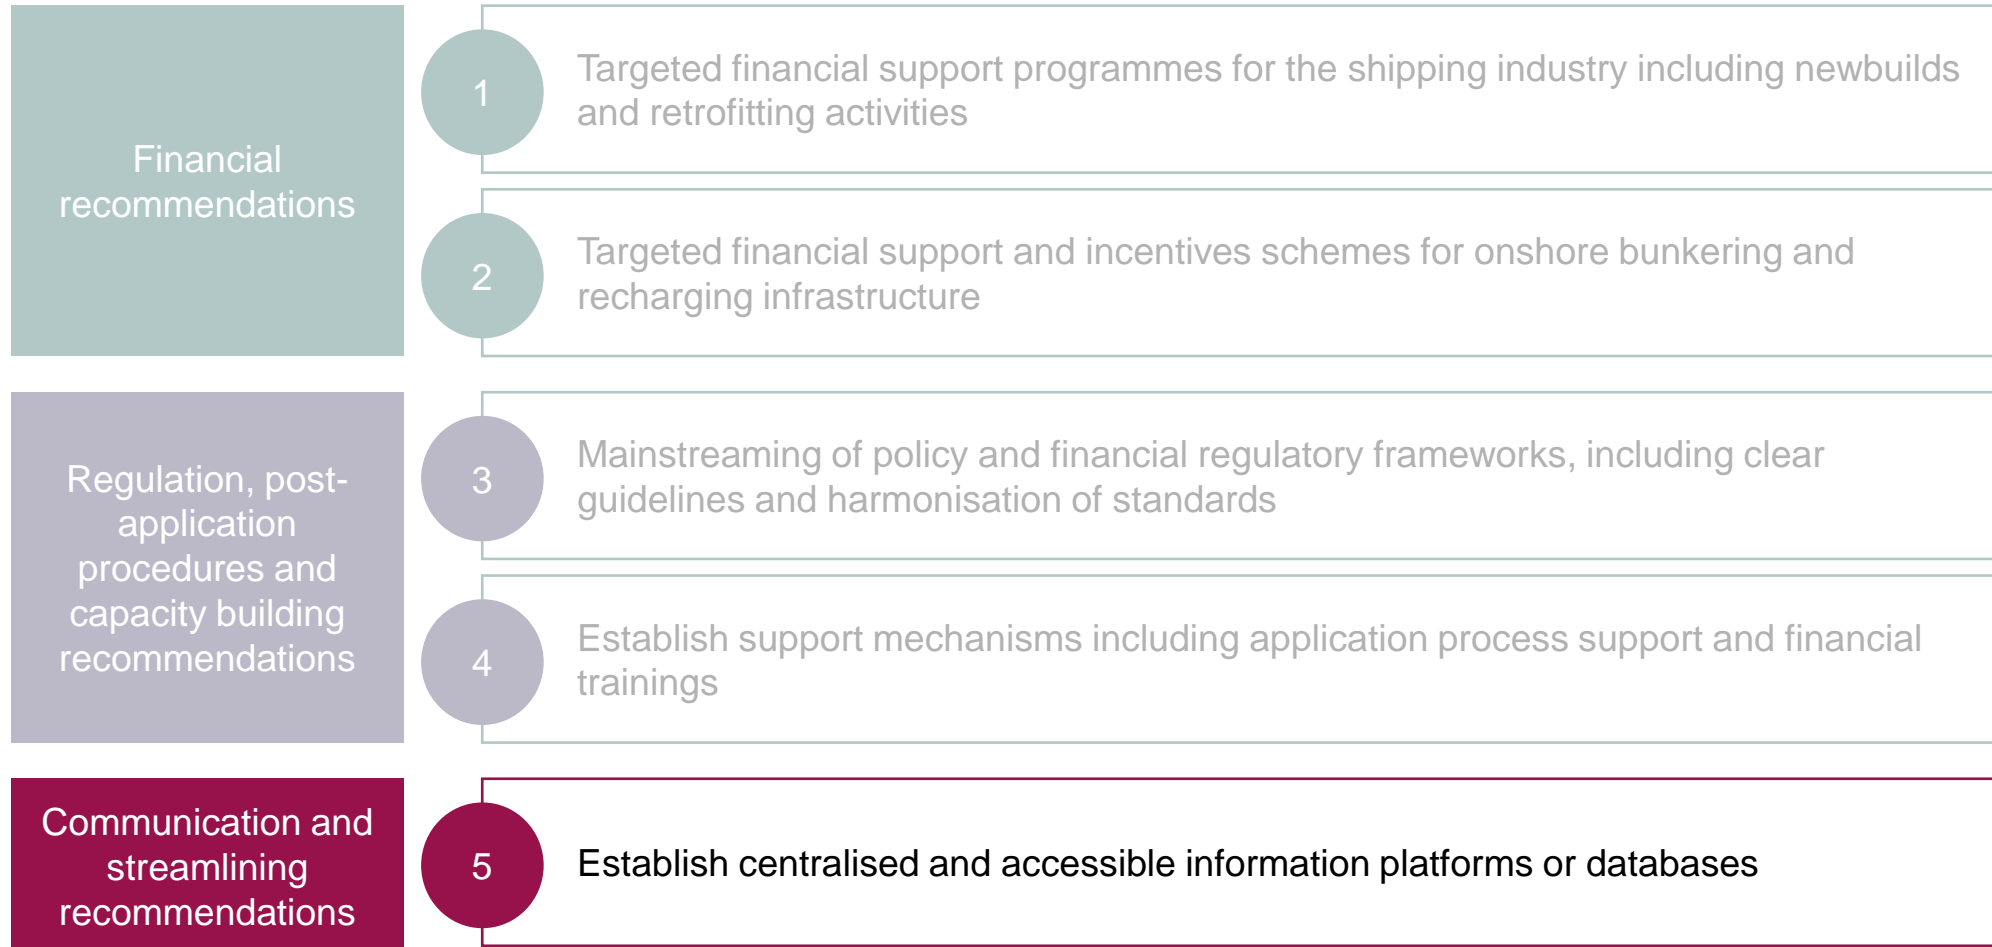 Financial
recommendations
1
Targeted financial support programmes for the shipping industry including newbuilds
and retrofitting activities
2
Targeted financial support and incentives schemes for onshore bunkering and
recharging infrastructure
Regulation, post-
application
procedures and
capacity building
recommendations
3
Mainstreaming of policy and financial regulatory frameworks, including clear
guidelines and harmonisation of standards
4
Establish support mechanisms including application process support and financial
trainings
Communication and
streamlining
recommendations
5
Establish centralised and accessible information platforms or databases